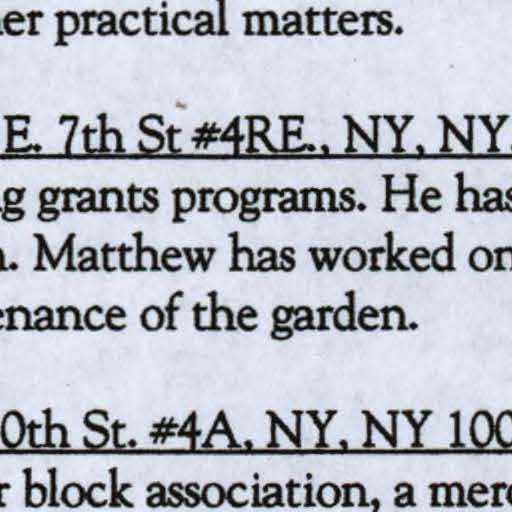 er practical matters.
E. 7th St #4RE., NY, NY
g grants programs. He has
. Matthew has worked on
enance of the garden.
0th St. #4A, NY, NY 100
r block association, a mer